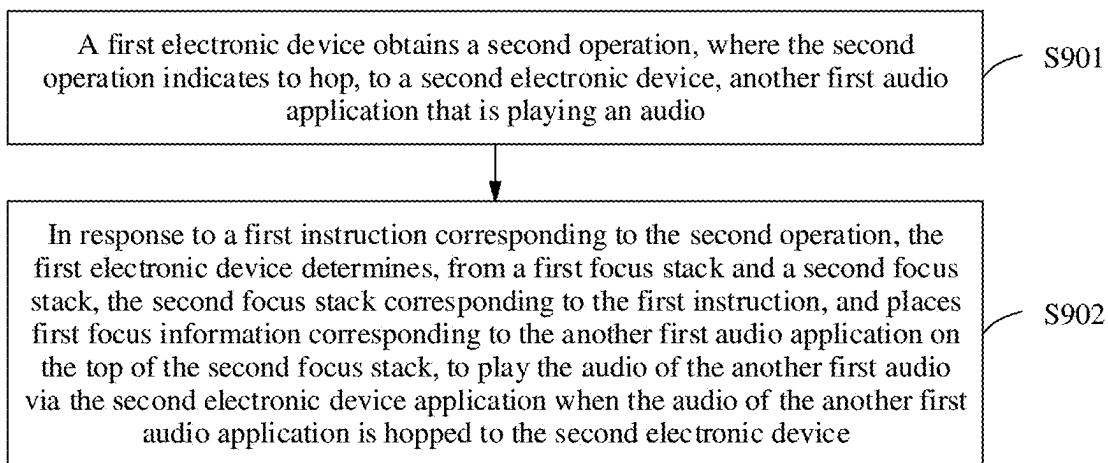 A first electronic device obtains a second operation, where the second
operation indicates to hop, to a second electronic device, another first audio
application that is playing an audio
S901
In response to a first instruction corresponding to the second operation, the
first electronic device determines, from a first focus stack and a second focus
stack, the second focus stack corresponding to the first instruction, and places
first focus information corresponding to the another first audio application on
the top of the second focus stack, to play the audio of the another first audio
via the second electronic device application when the audio of the another first
audio application is hopped to the second electronic device
S902